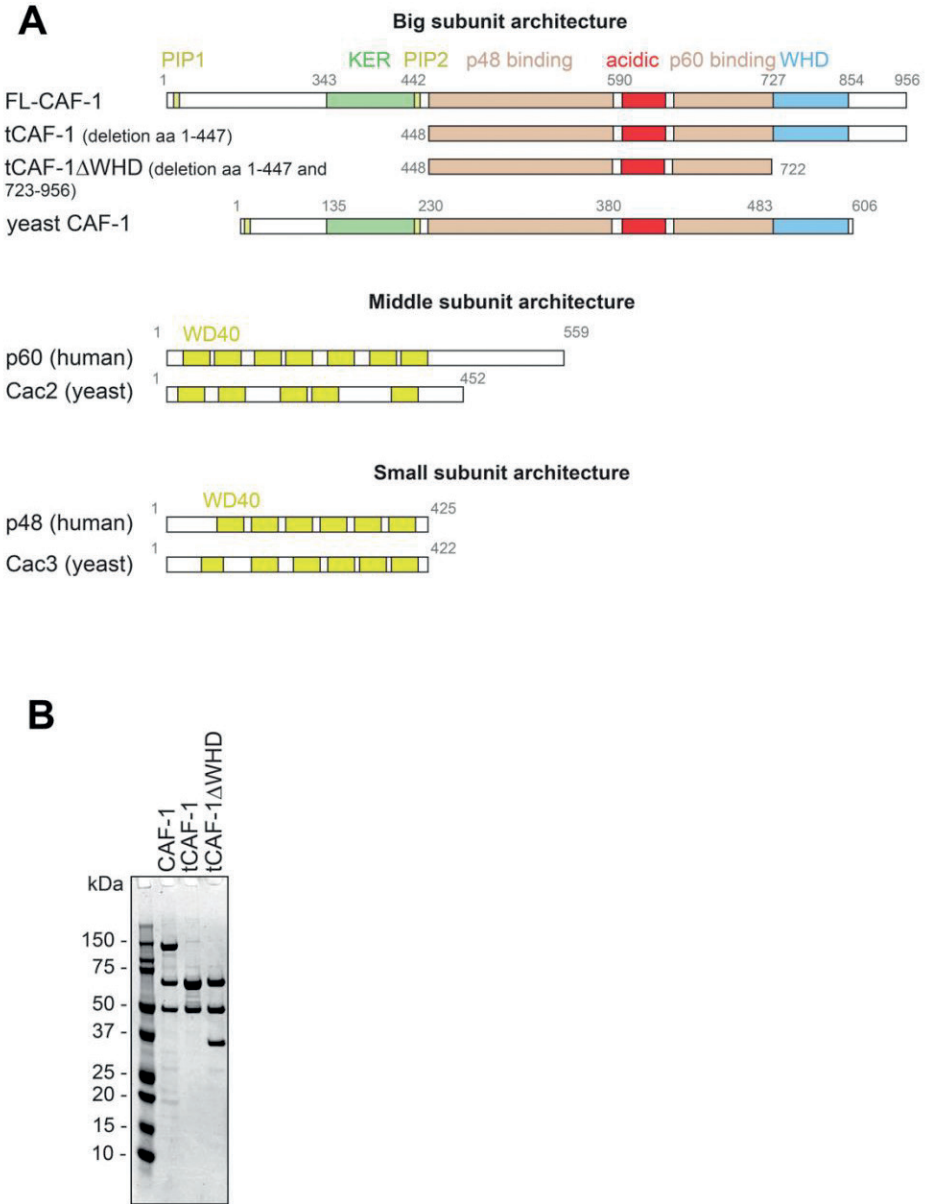 A
Big subunit architecture
PIP1 KER PIP2 p48 binding acidic p60 binding WHD
1 343 442 590 727 854 956
FL-CAF-1
tCAF-1 (deletion aa 1-447) 448
tCAF-1ΔWHD (deletion aa 1-447 and 448 722
723-956)
1 135 230 380 483 606
yeast CAF-1
Middle subunit architecture
1 WD40 559
p60 (human)
1 452
Cac2 (yeast)
Small subunit architecture
WD40
1 425
p48 (human)
1 422
Cac3 (yeast)
B
CAF-1
tCAF-1
tCAF-1ΔWHD
kDa
150 -
75 -
50 -
37 -
25 -
20 -
15 -
10 -